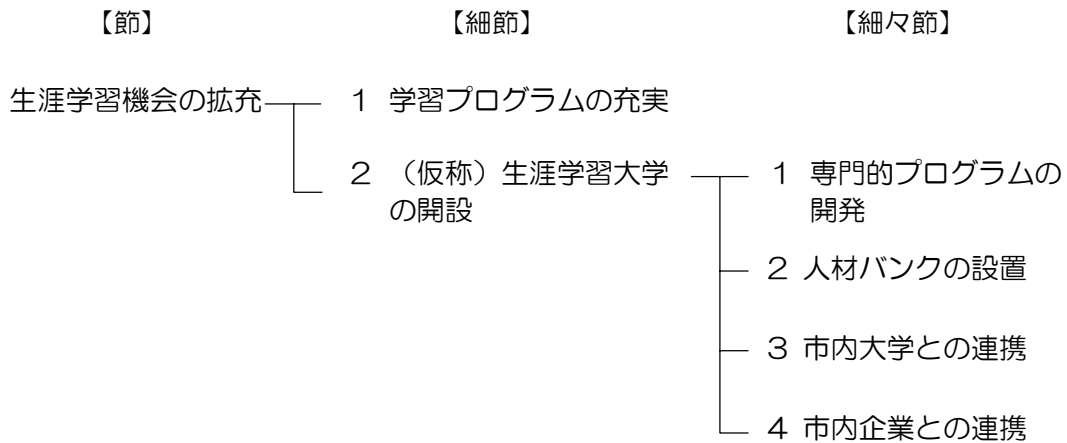 【節】 【細節】 【細々節】
生涯学習機会の拡充 1 学習プログラムの充実
2 （仮称）生涯学習大学 1 専門的プログラムの
の開設 開発
2 人材バンクの設置
3 市内大学との連携
4 市内企業との連携